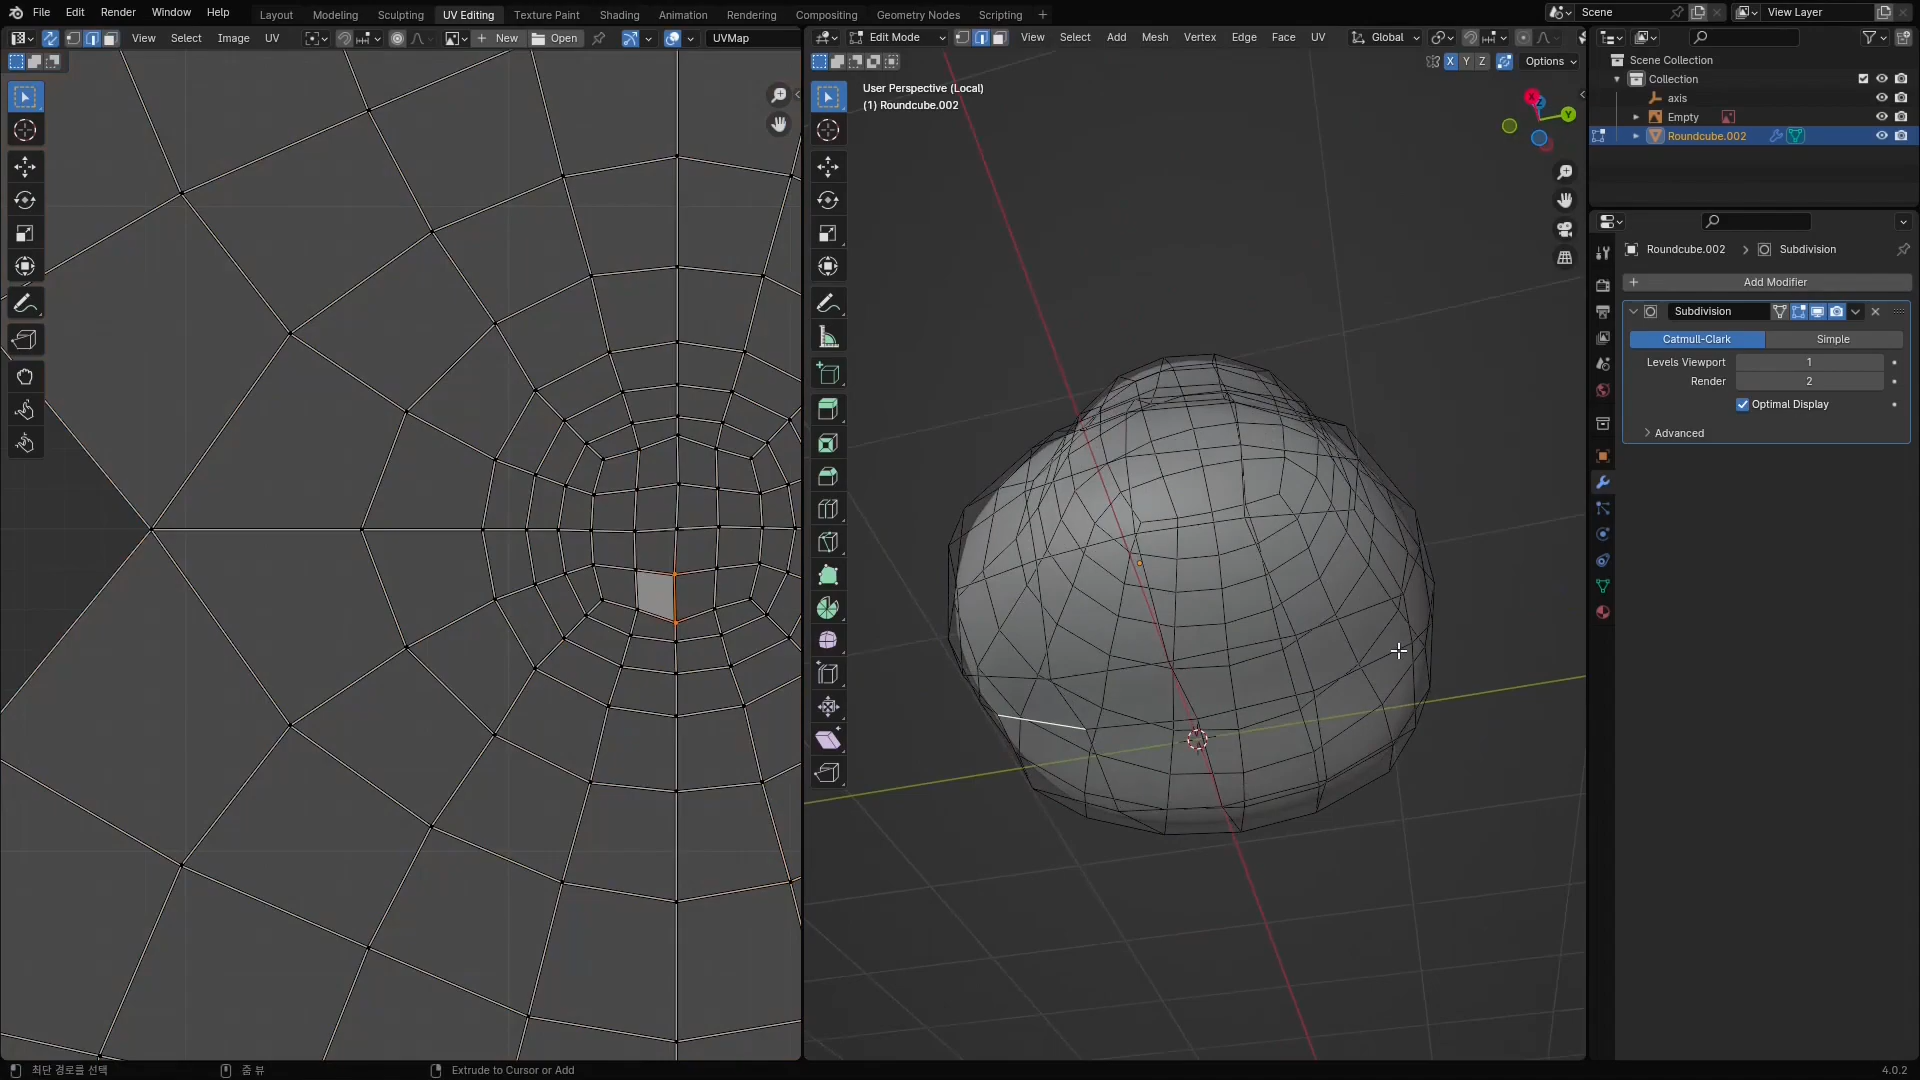 File Edit Render Window Help
Layout Modeling Sculpting UV Editing Texture Paint Shading Animation Rendering Compositing Geometry Nodes Scripting +
Scene
View Layer
View Select Image UV
+ New Open
UVMap
Edit Mode View Select Add Mesh Vertex Edge Face UV
Global
X Y Z
Options
User Perspective (Local)
(1) Roundcube.002
X
Y
Z
Scene Collection
Collection
axis
Empty
Roundcube.002
Roundcube.002 > Subdivision
+ Add Modifier
Subdivision
Catmull-Clark Simple
Levels Viewport 1
Render 2
Optimal Display
Advanced
최단 경로를 선택
줌 뷰
Extrude to Cursor or Add
4.0.2